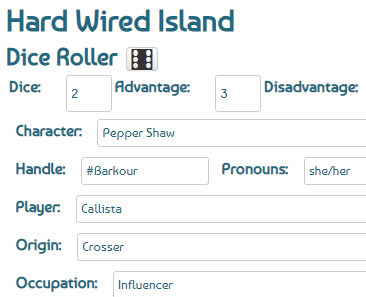 Hard Wired Island
Dice Roller
Dice: 2 Advantage: 3 Disadvantage:
Character: Pepper Shaw
Handle: #Barkour Pronouns: she/her
Player: Callista
Origin: Crosser
Occupation: Influencer